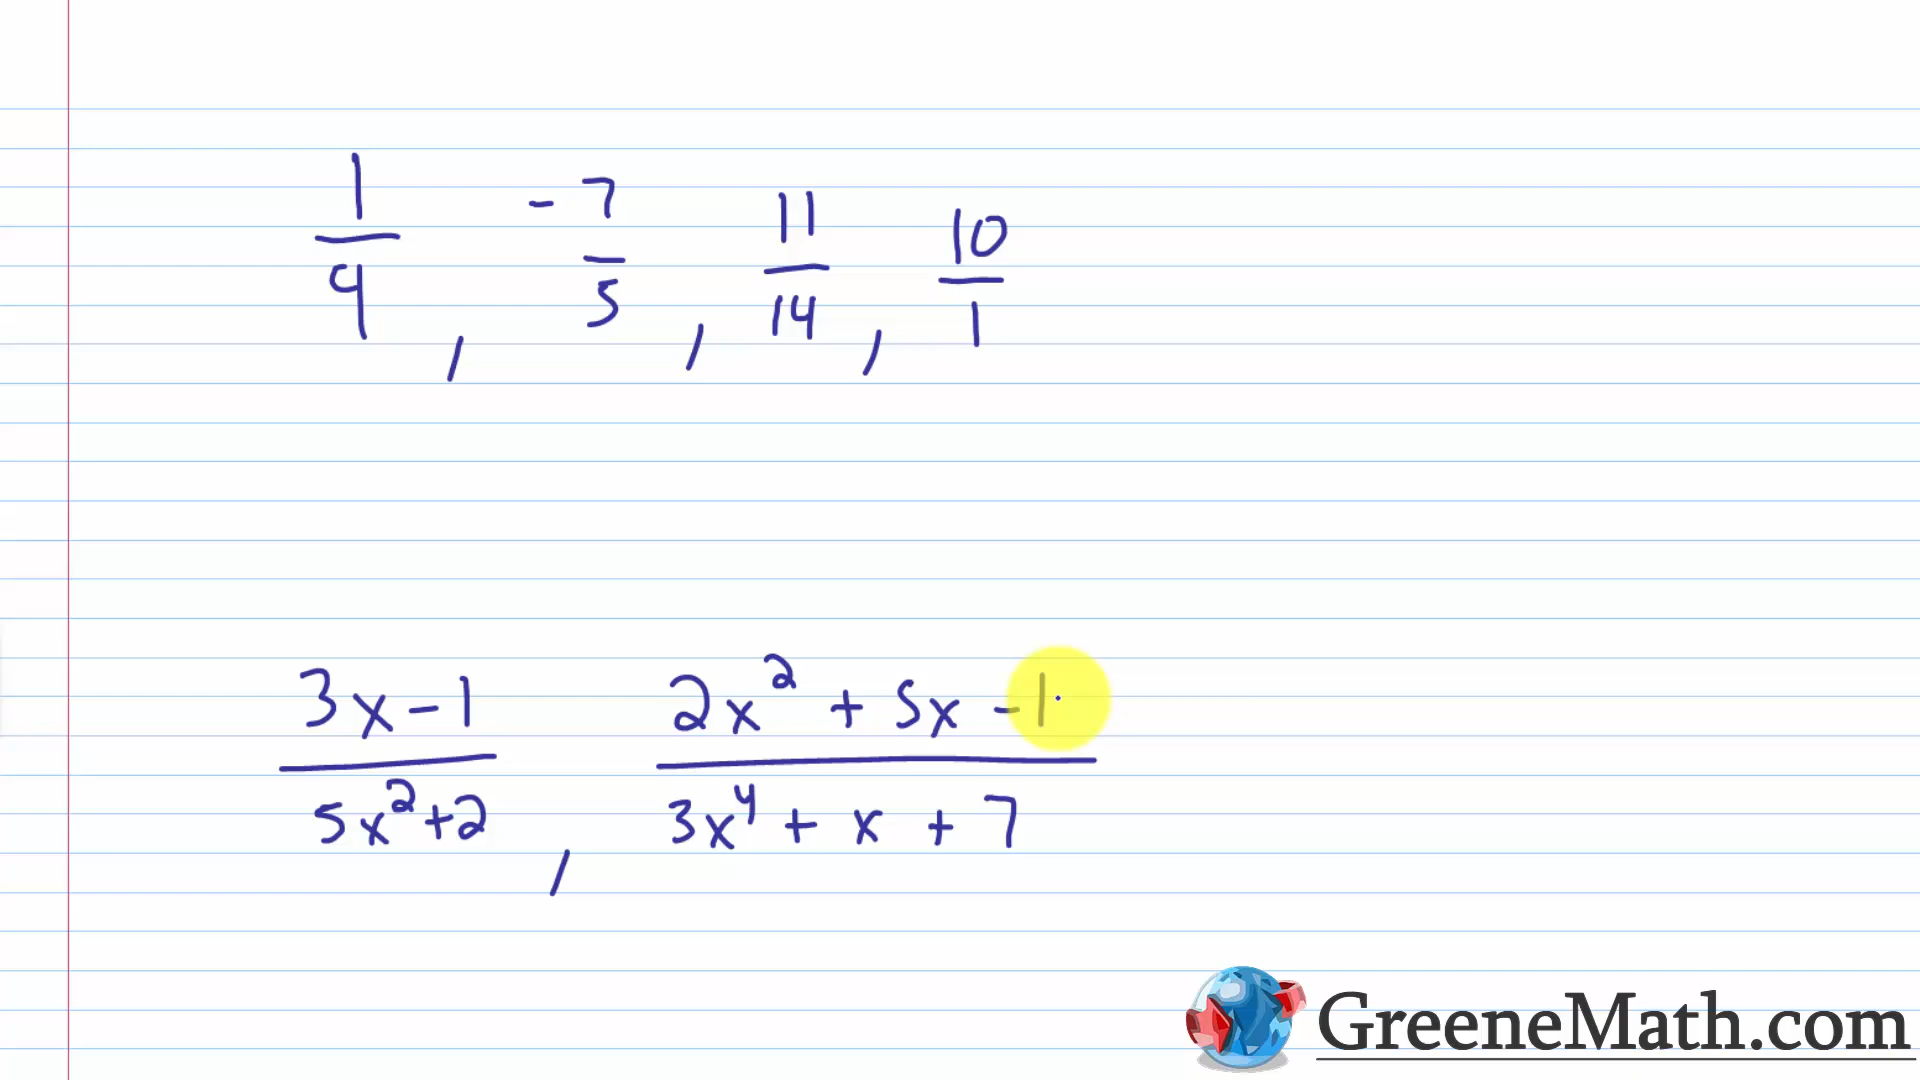 1/4 , -7/5 , 11/14 , 10/1
3x-1/5x²+2 , 2x² + 5x -1/3x⁴ + x + 7
GreeneMath.com